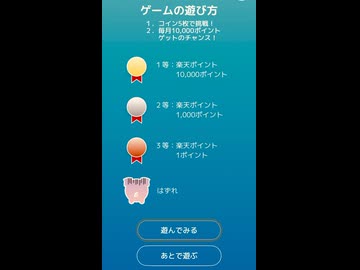 ゲームの遊び方
1．コイン5枚で挑戦！
2．毎月10,000ポイント
ゲットのチャンス！
1等：楽天ポイント
10,000ポイント
2等：楽天ポイント
1,000ポイント
3等：楽天ポイント
1ポイント
はずれ
遊んでみる
あとで遊ぶ